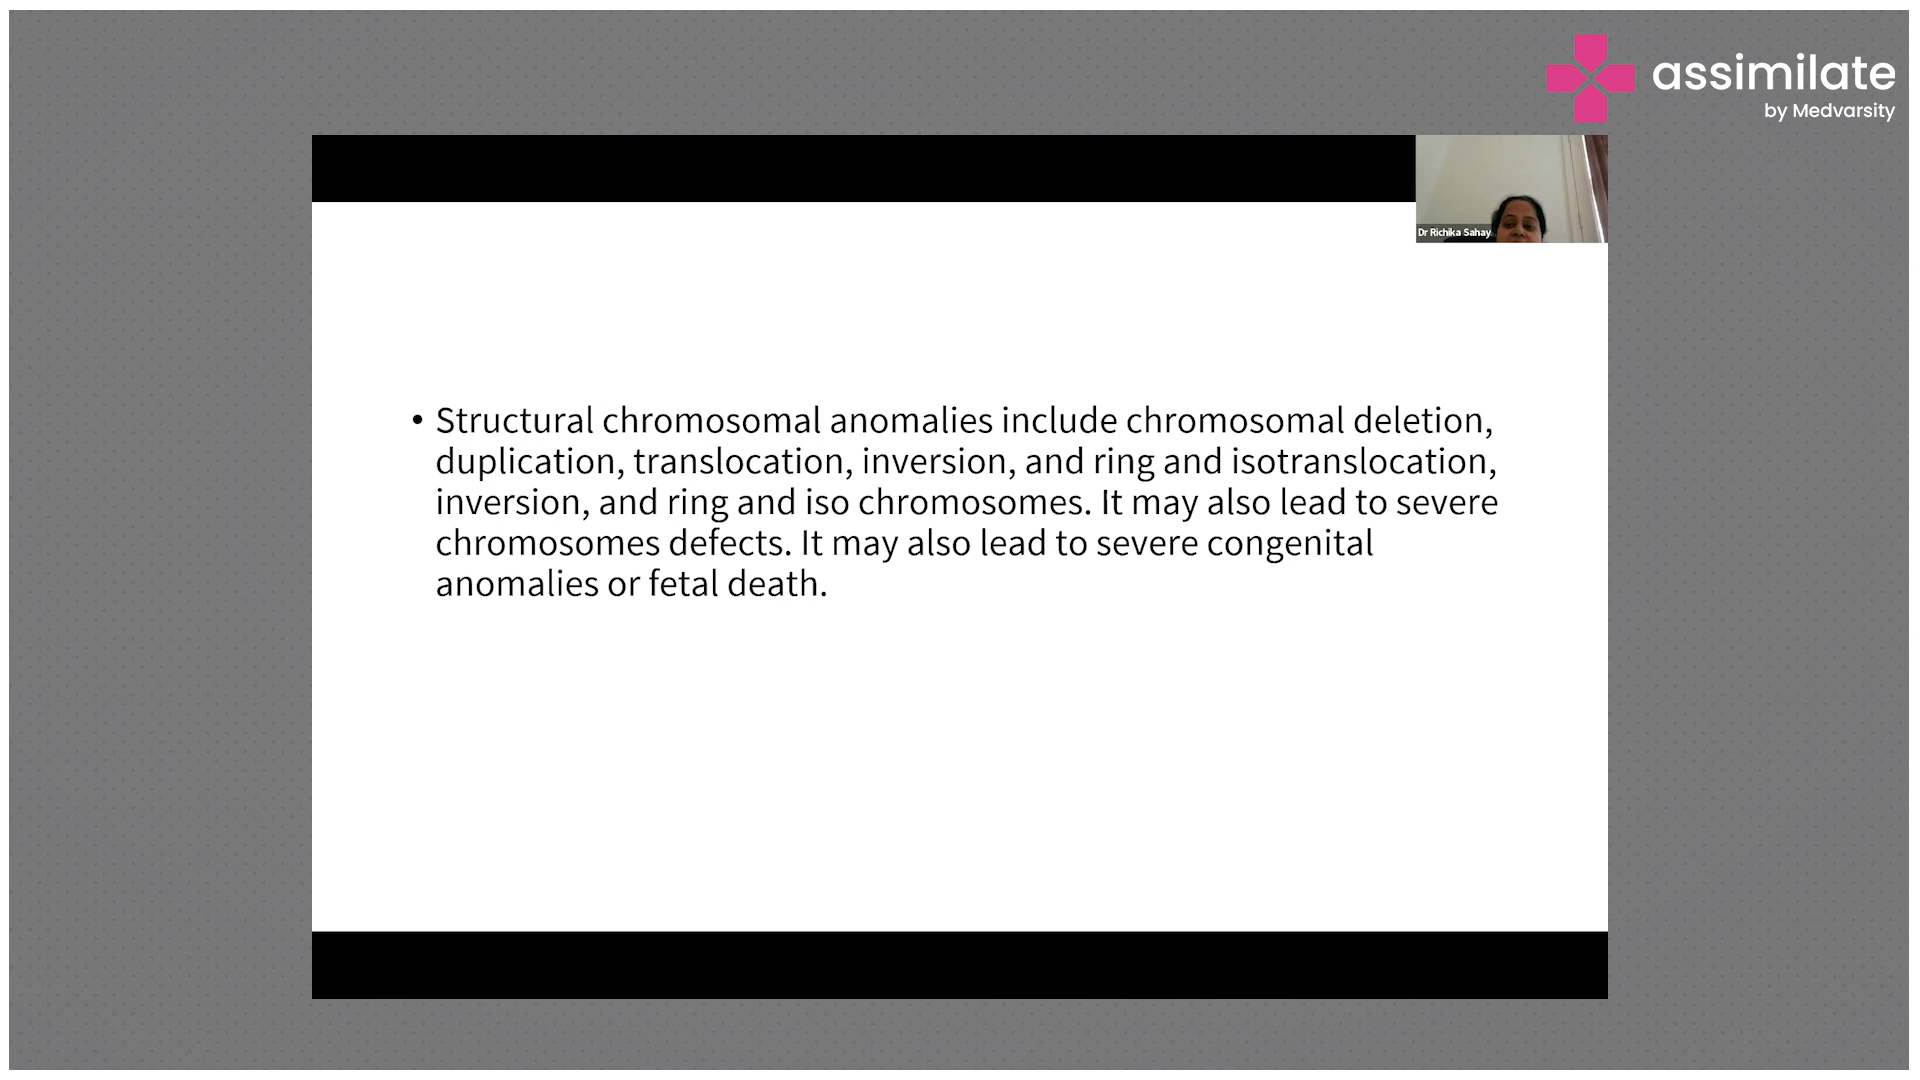 assimilate
by Medvarsity
Dr Richika Sahay
• Structural chromosomal anomalies include chromosomal deletion,
duplication, translocation, inversion, and ring and isotranslocation,
inversion, and ring and iso chromosomes. It may also lead to severe
chromosomes defects. It may also lead to severe congenital
anomalies or fetal death.